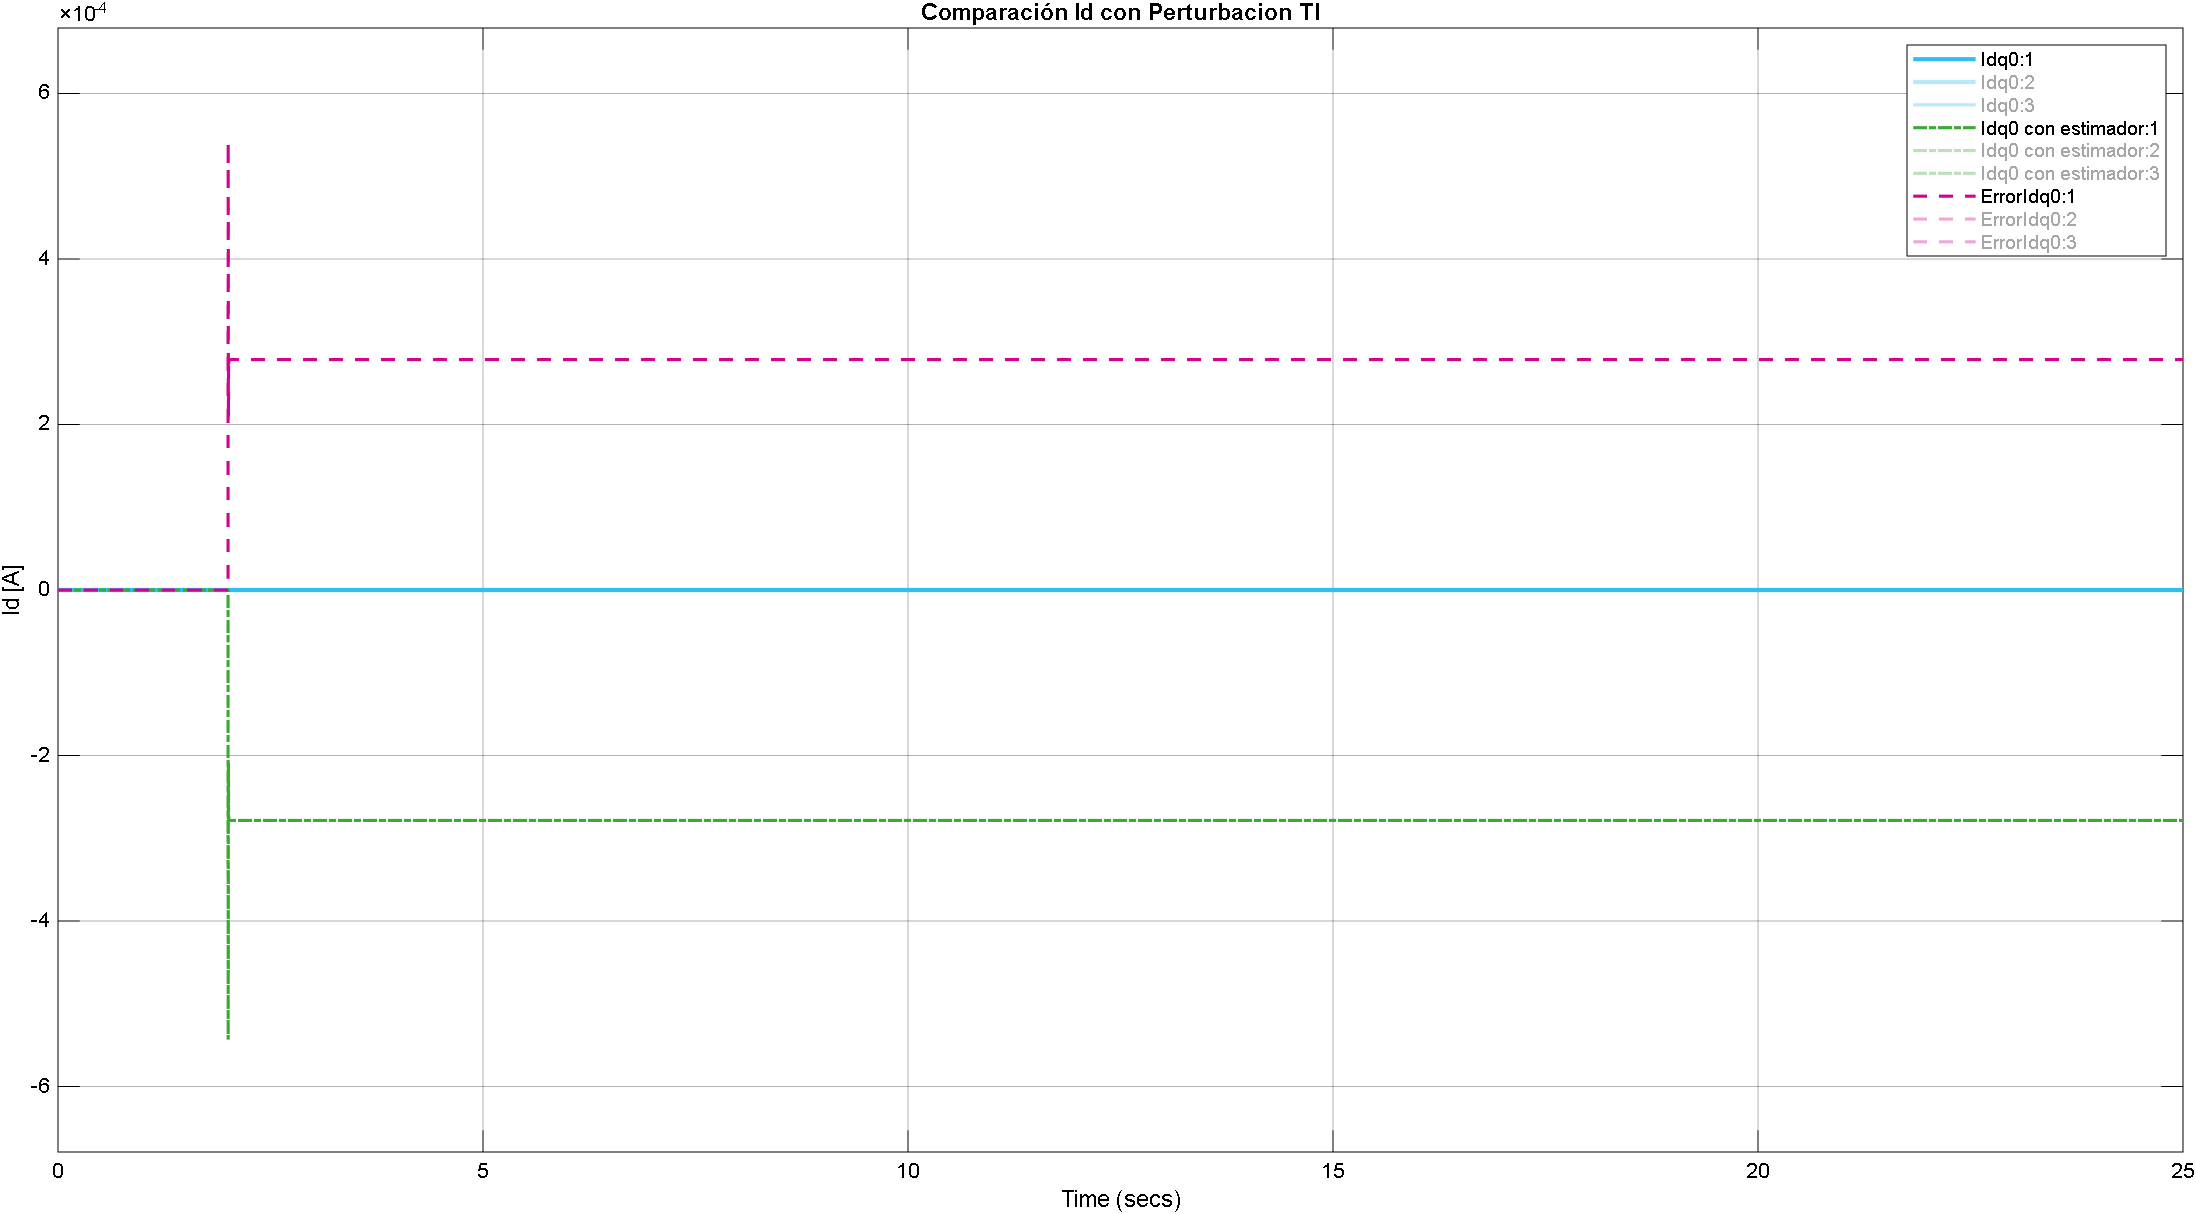 Comparación Id con Perturbacion Tl
×10-4
6
4
2
0
-2
-4
-6
Id [A]
Idq0:1
Idq0:2
Idq0:3
Idq0 con estimador:1
Idq0 con estimador:2
Idq0 con estimador:3
ErrorIdq0:1
ErrorIdq0:2
ErrorIdq0:3
0 5 10 15 20 25
Time (secs)